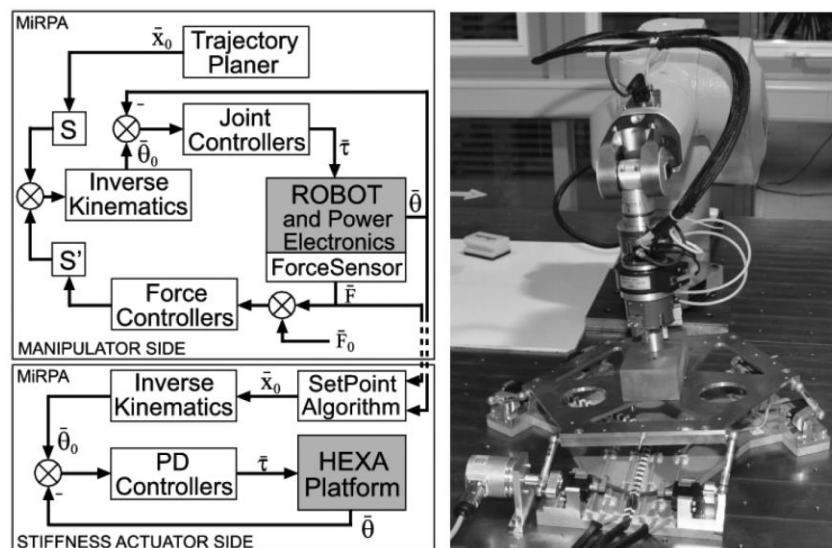 MiRPA
x̄₀
Trajectory
Planer
-
S
Joint
Controllers
θ̄₀
τ̄
Inverse
Kinematics
ROBOT
and Power
Electronics
θ̄
ForceSensor
S'
F̄
Force
Controllers
F̄₀
MANIPULATOR SIDE
MiRPA
Inverse
Kinematics
x̄₀
SetPoint
Algorithm
θ̄₀
PD
Controllers
τ̄
HEXA
Platform
-
θ̄
STIFFNESS ACTUATOR SIDE